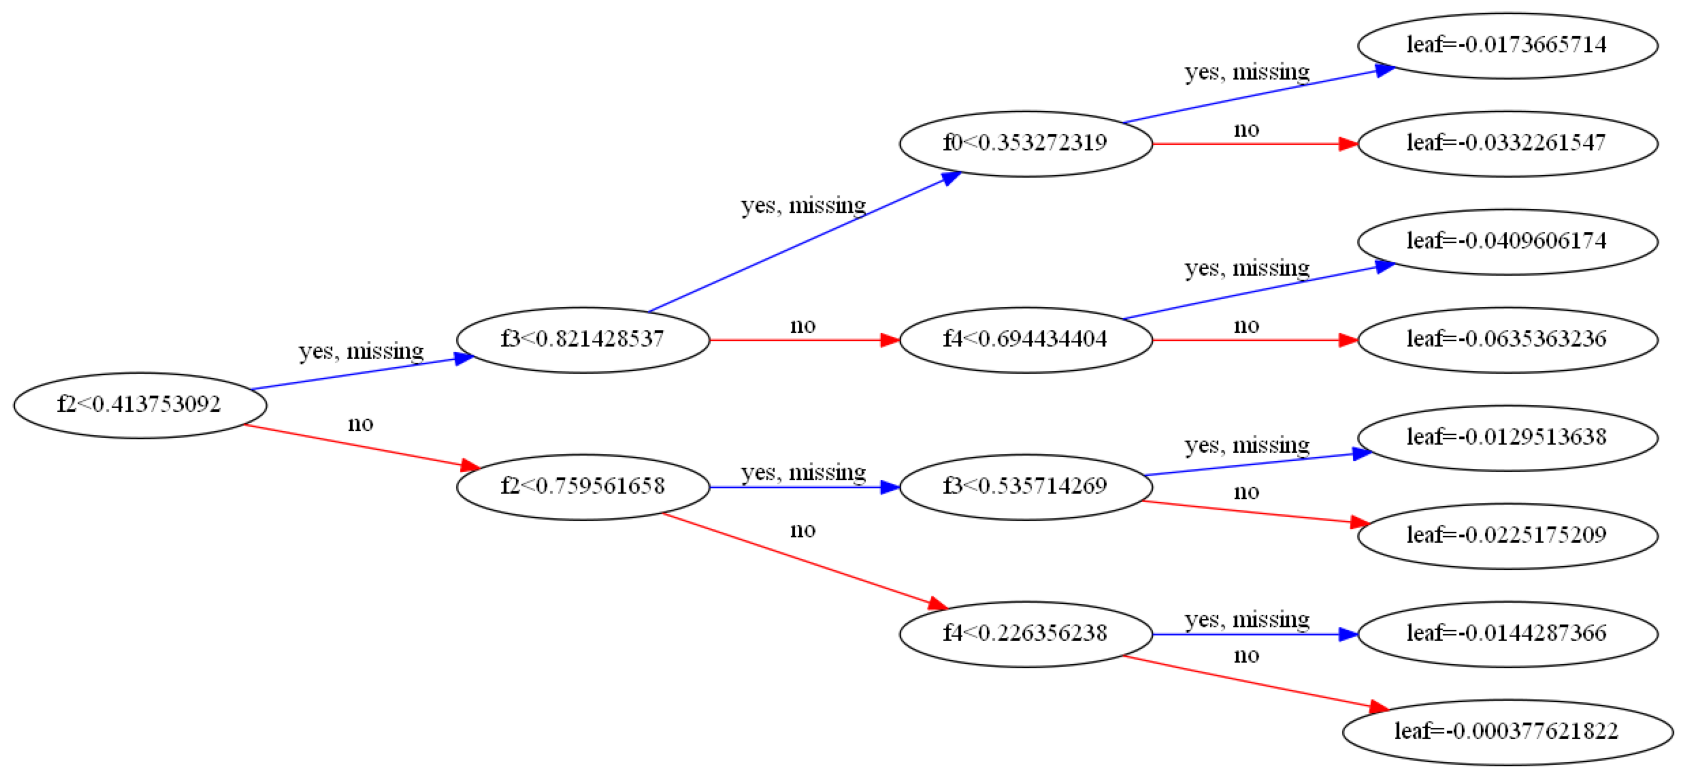 leaf=-0.0173665714
yes, missing
f0<0.353272319
no
leaf=-0.0332261547
yes, missing
leaf=-0.0409606174
yes, missing
f3<0.821428537
no
f4<0.694434404
no
leaf=-0.0635363236
yes, missing
f2<0.413753092
no
leaf=-0.0129513638
yes, missing
f2<0.759561658
yes, missing
f3<0.535714269
no
leaf=-0.0225175209
no
f4<0.226356238
yes, missing
leaf=-0.0144287366
no
leaf=-0.000377621822